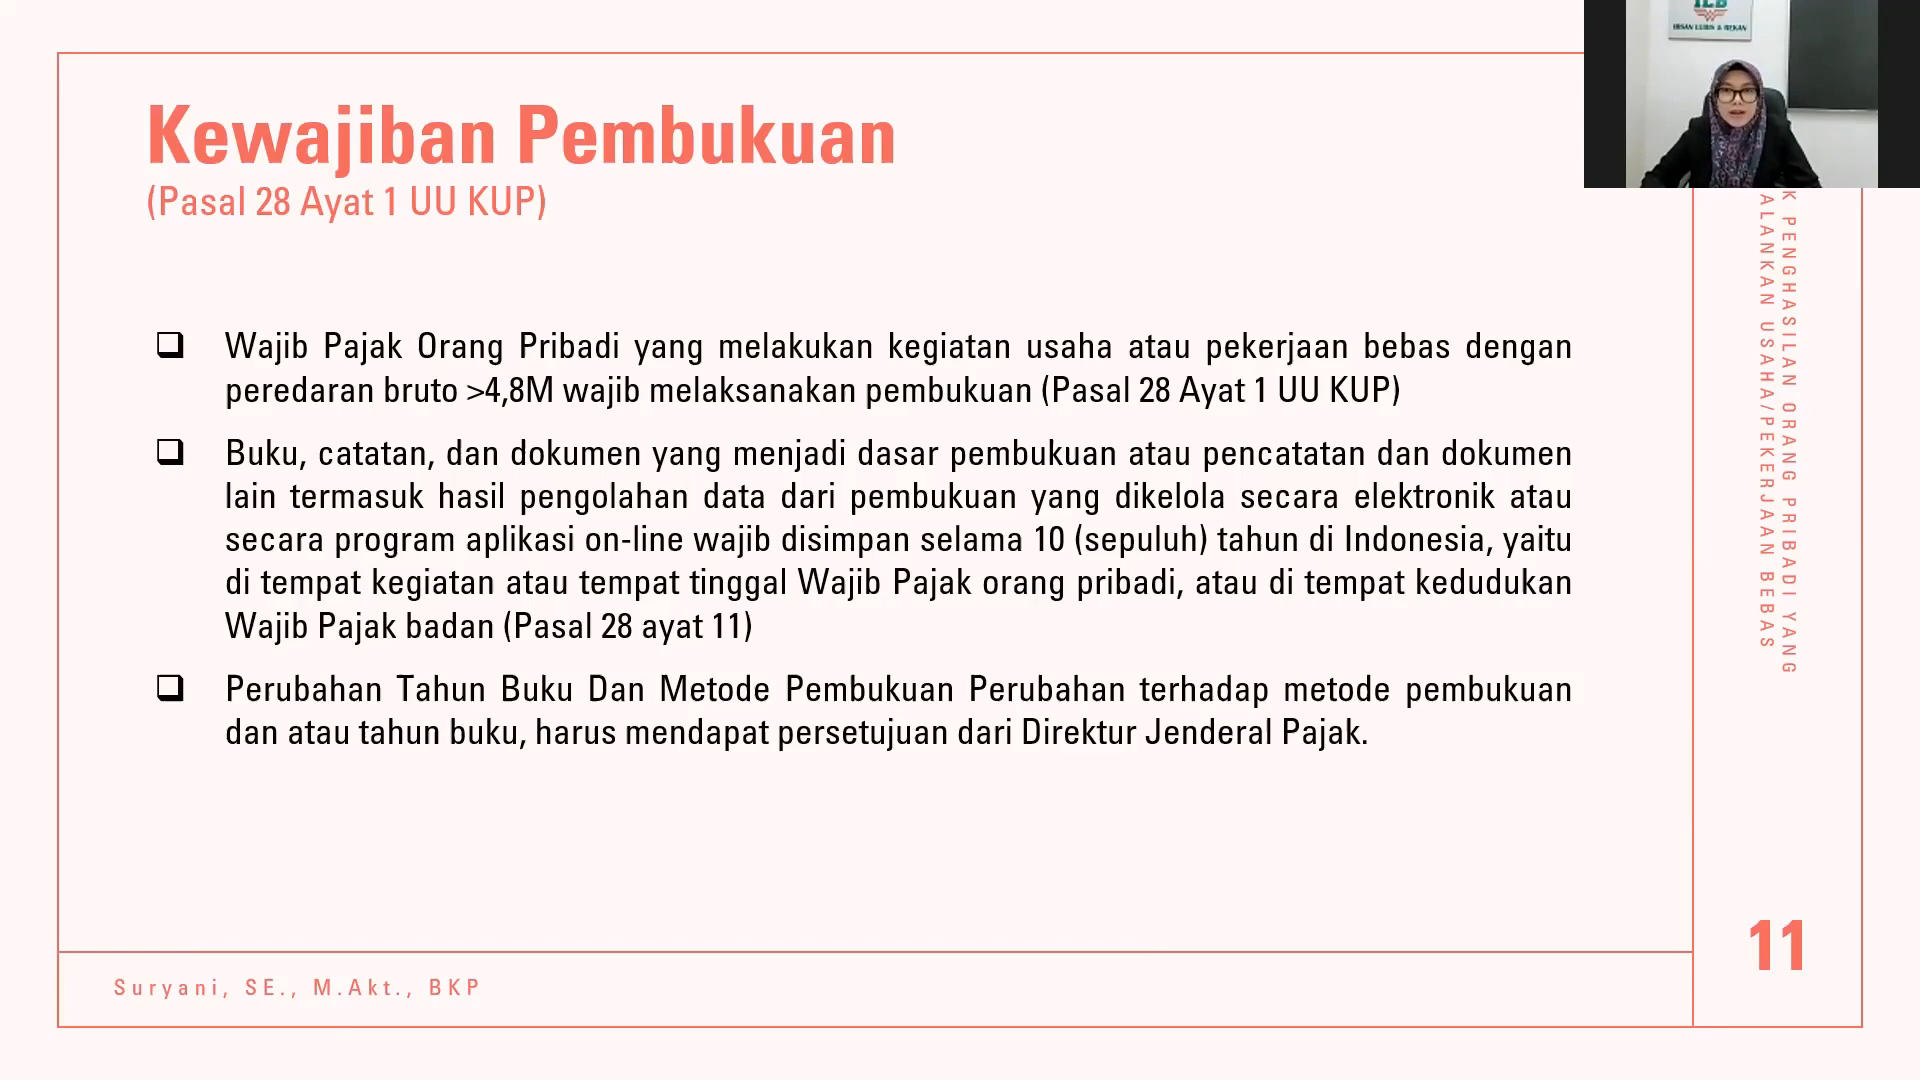 Kewajiban Pembukuan
(Pasal 28 Ayat 1 UU KUP)
Wajib Pajak Orang Pribadi yang melakukan kegiatan usaha atau pekerjaan bebas dengan
peredaran bruto >4,8M wajib melaksanakan pembukuan (Pasal 28 Ayat 1 UU KUP)
Buku, catatan, dan dokumen yang menjadi dasar pembukuan atau pencatatan dan dokumen
lain termasuk hasil pengolahan data dari pembukuan yang dikelola secara elektronik atau
secara program aplikasi on-line wajib disimpan selama 10 (sepuluh) tahun di Indonesia, yaitu
di tempat kegiatan atau tempat tinggal Wajib Pajak orang pribadi, atau di tempat kedudukan
Wajib Pajak badan (Pasal 28 ayat 11)
Perubahan Tahun Buku Dan Metode Pembukuan Perubahan terhadap metode pembukuan
dan atau tahun buku, harus mendapat persetujuan dari Direktur Jenderal Pajak.
Suryani, SE., M.Akt., BKP
K PENGHASILAN ORANG PRIBADI YANG
ALANKAN USAHA/PEKERJAAN BEBAS
11
& REKAN